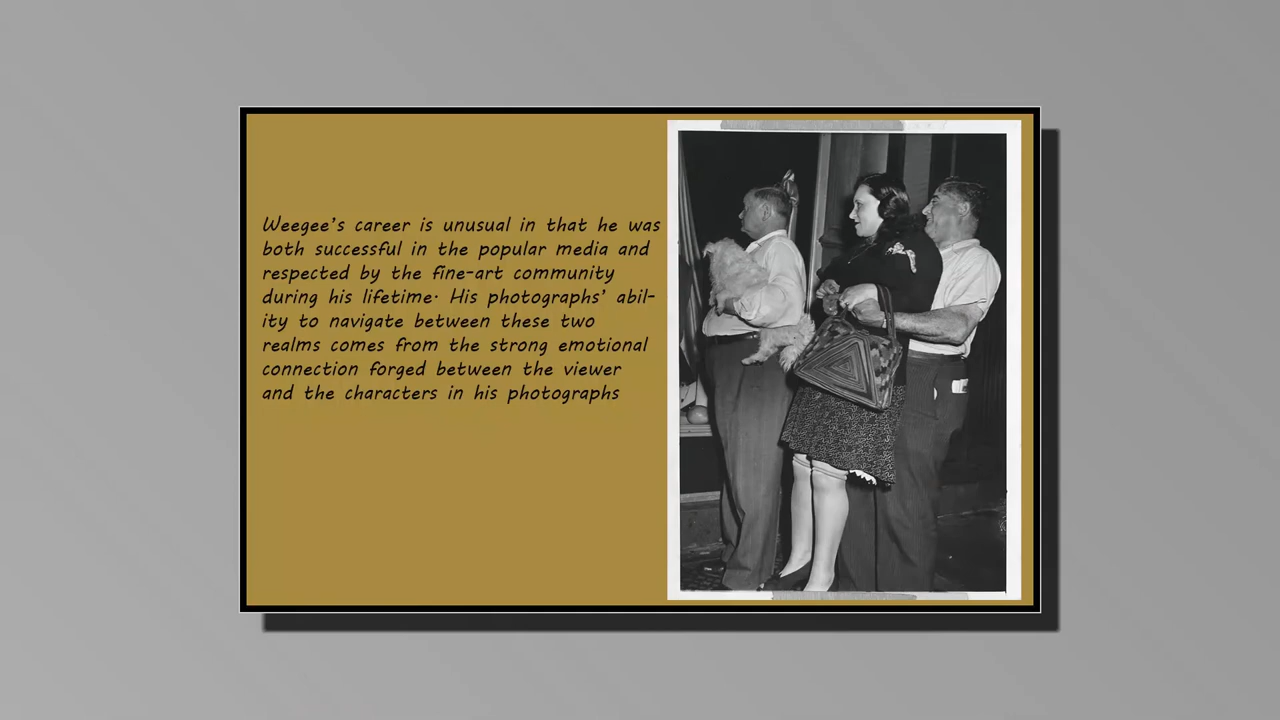 Weegee's career is unusual in that he was
both successful in the popular media and
respected by the fine-art community
during his lifetime. His photographs' abil-
ity to navigate between these two
realms comes from the strong emotional
connection forged between the viewer
and the characters in his photographs